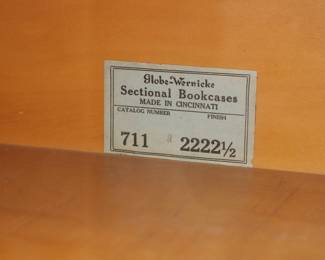 Globe-Wernicke
Sectional Bookcases
MADE IN CINCINNATI
CATALOG NUMBER FINISH
711 2222½